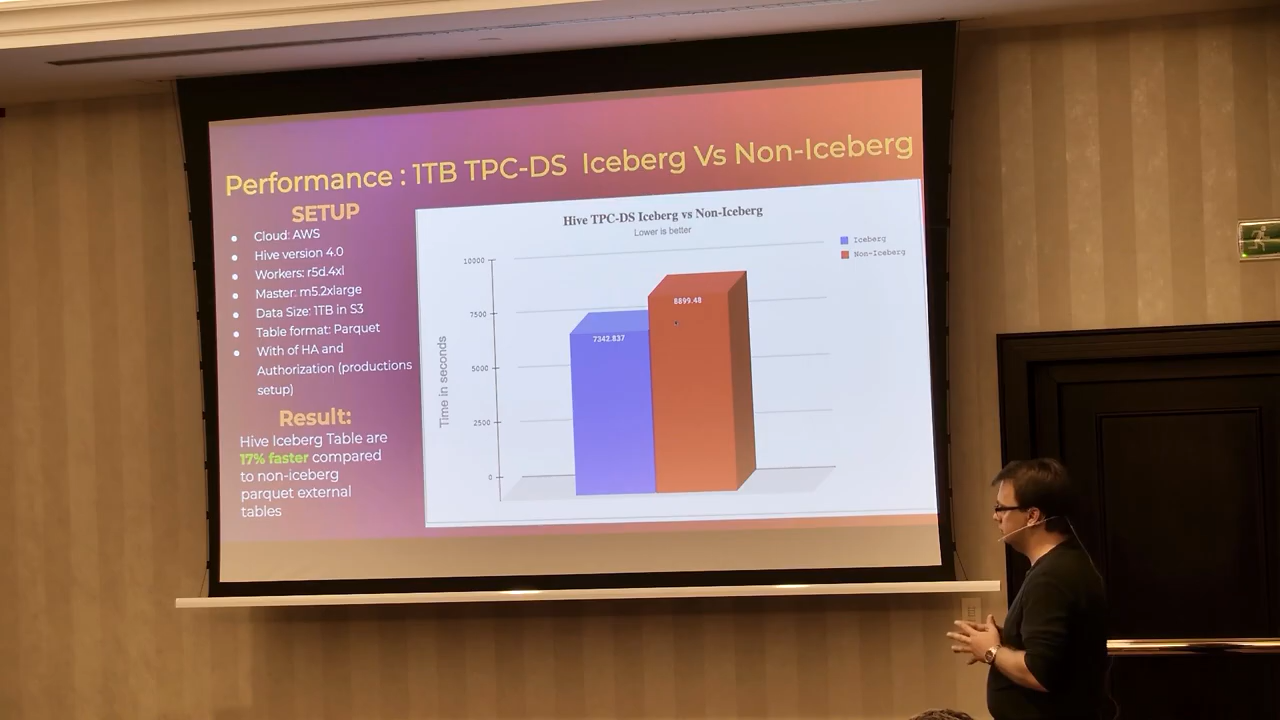 Performance : 1TB TPC-DS Iceberg Vs Non-Iceberg
SETUP
Cloud: AWS
Hive version 4.0
Workers: r5d.4xl
Master: m5.2xlarge
Data Size: 1TB in S3
Table format: Parquet
With of HA and
Authorization (productions
setup)
Result:
Hive Iceberg Table are
17% faster compared
to non-iceberg
parquet external
tables
Hive TPC-DS Iceberg vs Non-Iceberg
Lower is better
Iceberg
Non-Iceberg
Time in seconds
10000
7500
5000
2500
0
7342.837
8899.48